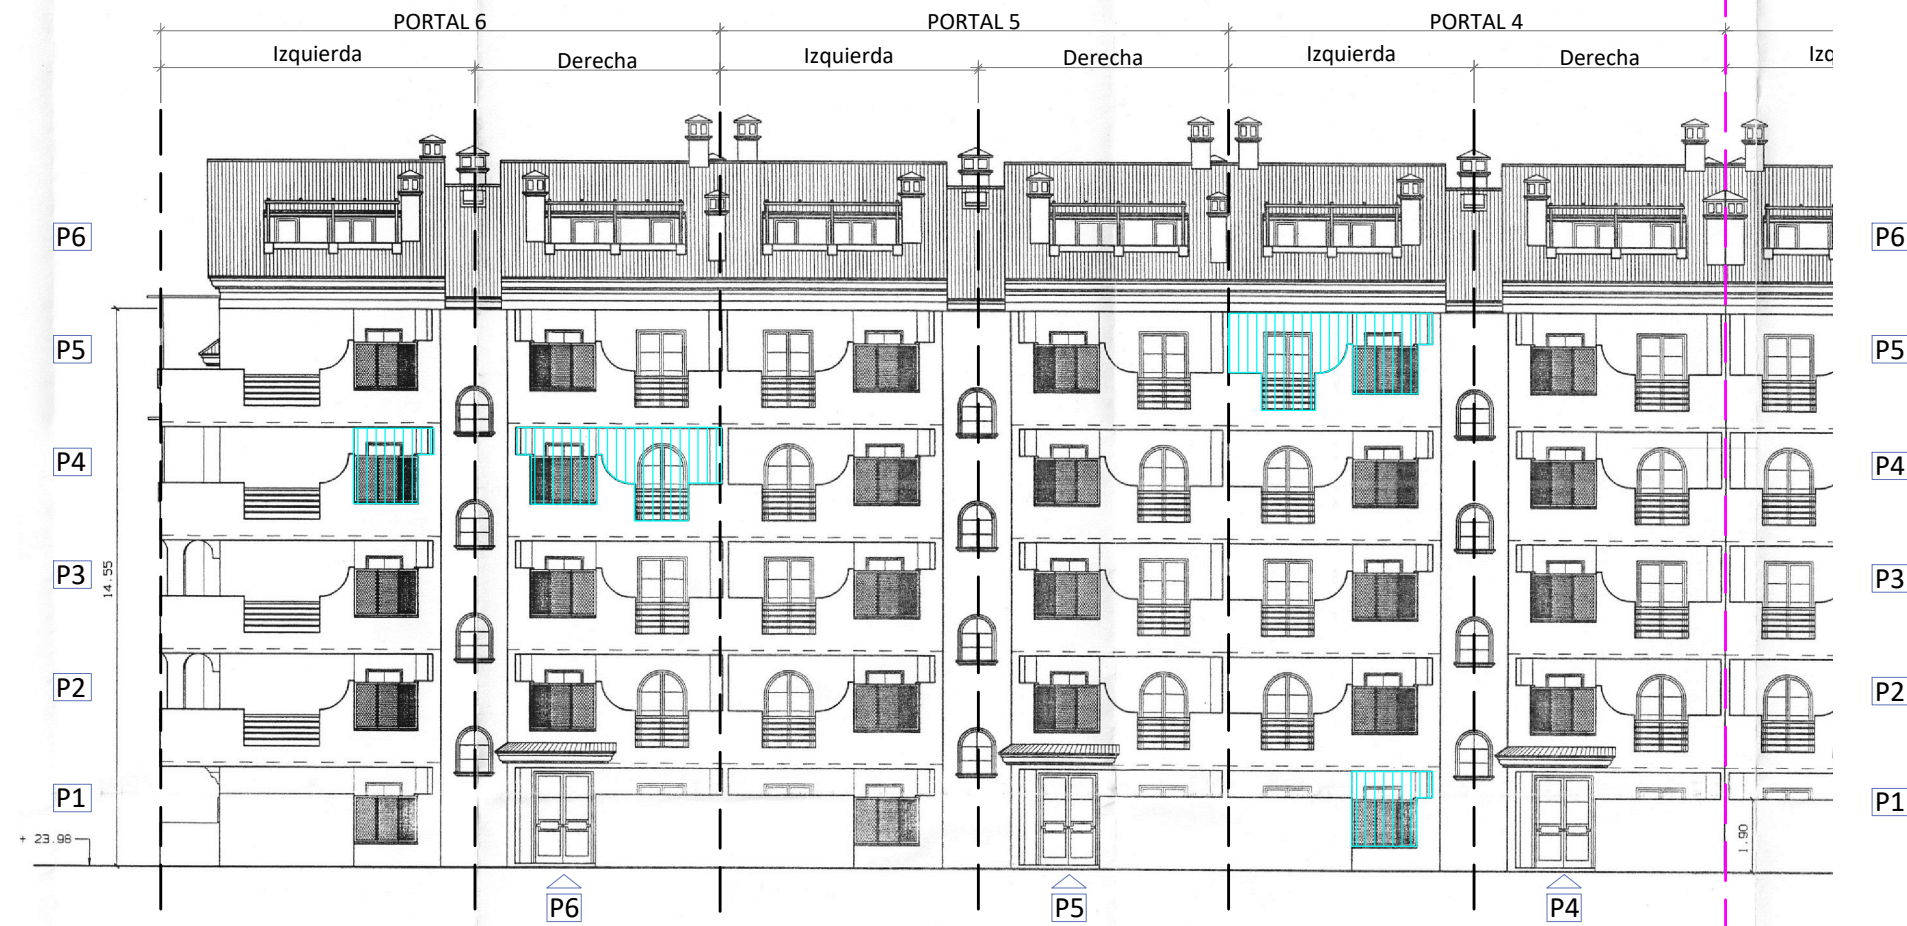 PORTAL 6 PORTAL 5 PORTAL 4
Izquierda Derecha Izquierda Derecha Izquierda Derecha Izq
P6 P6
P5 P5
P4 P4
P3 P3
14.55
P2 P2
P1 P1
+ 23.98
1.90
P6 P5 P4